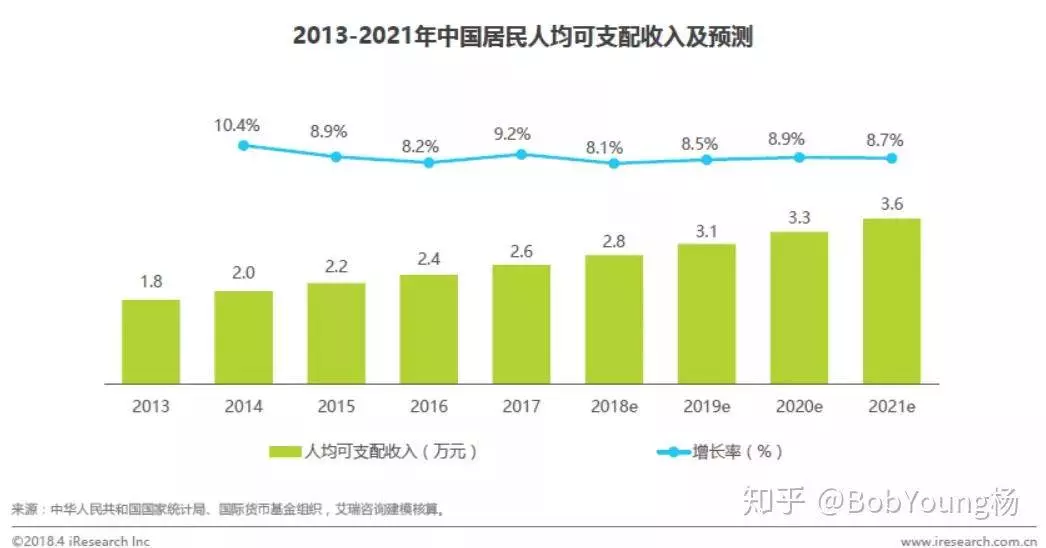 2013-2021年中国居民人均可支配收入及预测
10.4% 8.9% 8.2% 9.2% 8.1% 8.5% 8.9% 8.7%
1.8 2.0 2.2 2.4 2.6 2.8 3.1 3.3 3.6
2013 2014 2015 2016 2017 2018e 2019e 2020e 2021e
人均可支配收入（万元） 增长率（%）
来源：中华人民共和国国家统计局、国际货币基金组织，艾瑞咨询建模核算。
知乎 @BobYoung杨
©2018.4 iResearch Inc www.iresearch.com.cn